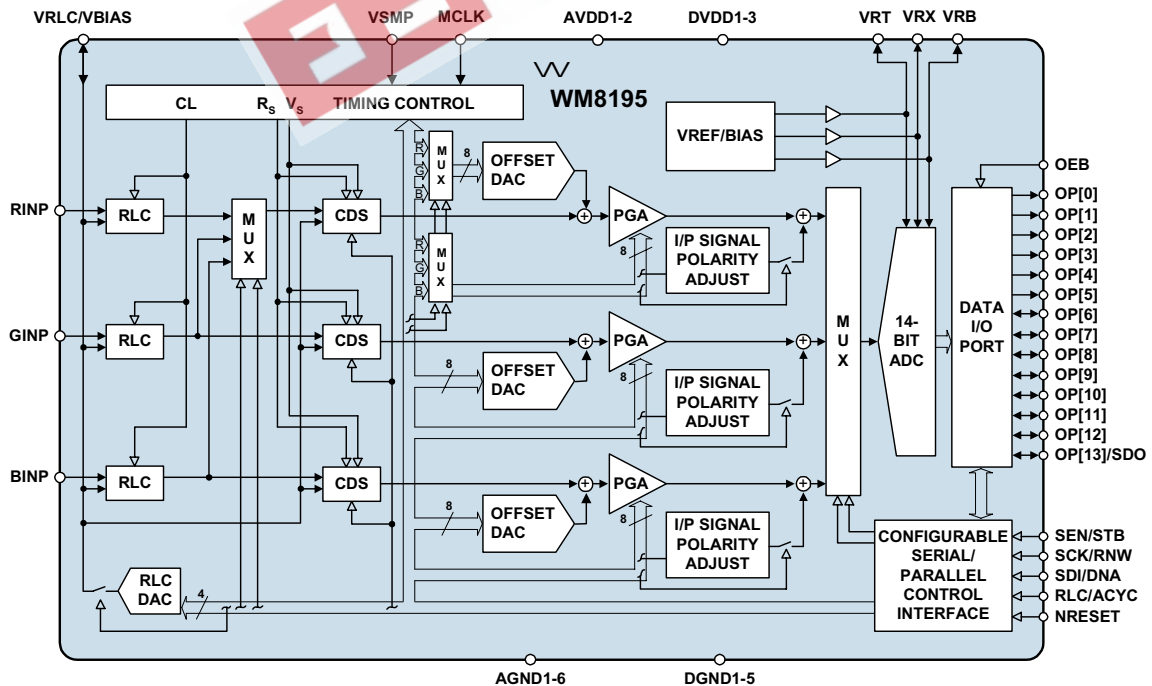 VRLC/VBIAS VSMP MCLK AVDD1-2 DVDD1-3 VRT VRX VRB
WM8195
CL RS VS TIMING CONTROL
VREF/BIAS
R
G
B
MUX
8
OFFSET
DAC
OEB
RINP
RLC
MUX
CDS
PGA
8
I/P SIGNAL
POLARITY
ADJUST
R
G
B
MUX
GINP
RLC
CDS
8
OFFSET
DAC
PGA
8
I/P SIGNAL
POLARITY
ADJUST
BINP
RLC
CDS
8
OFFSET
DAC
PGA
8
I/P SIGNAL
POLARITY
ADJUST
MUX
14-
BIT
ADC
DATA
I/O
PORT
OP[0]
OP[1]
OP[2]
OP[3]
OP[4]
OP[5]
OP[6]
OP[7]
OP[8]
OP[9]
OP[10]
OP[11]
OP[12]
OP[13]/SDO
RLC
DAC
4
CONFIGURABLE
SERIAL/
PARALLEL
CONTROL
INTERFACE
SEN/STB
SCK/RNW
SDI/DNA
RLC/ACYC
NRESET
AGND1-6 DGND1-5